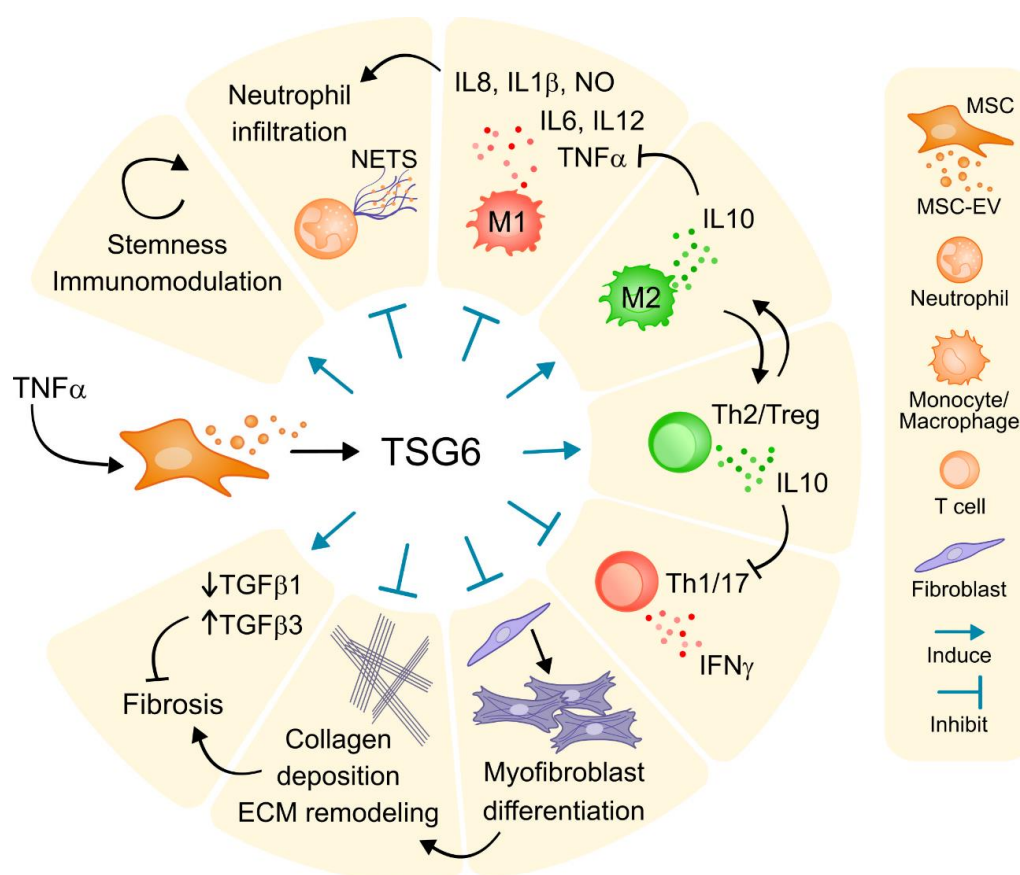 Neutrophil
infiltration
NETS
IL8, IL1β, NO
IL6, IL12
TNFα
M1
IL10
M2
Stemness
Immunomodulation
Th2/Treg
IL10
TNFα
TSG6
Th1/17
IFNγ
↓TGFβ1
↑TGFβ3
Fibrosis
Collagen
deposition
ECM remodeling
Myofibroblast
differentiation
MSC
MSC-EV
Neutrophil
Monocyte/
Macrophage
T cell
Fibroblast
Induce
Inhibit